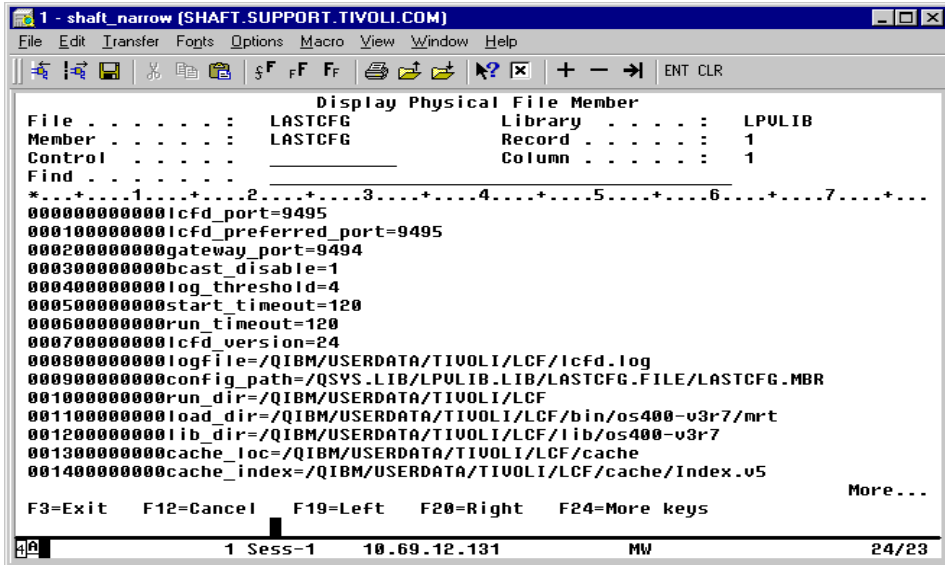 1 - shaft_narrow (SHAFT.SUPPORT.TIVOLI.COM)
File Edit Transfer Fonts Options Macro View Window Help
ENT CLR
Display Physical File Member
File . . . . . . : LASTCFG Library . . . . : LPVLIB
Member . . . . . : LASTCFG Record . . . . . : 1
Control . . . . . Column . . . . . : 1
Find . . . . . . .
*...+....1....+....2....+....3....+....4....+....5....+....6....+....7....+...
000000000000lcfd_port=9495
000100000000lcfd_preferred_port=9495
000200000000gateway_port=9494
000300000000bcast_disable=1
000400000000log_threshold=4
000500000000start_timeout=120
000600000000run_timeout=120
000700000000lcfd_version=24
000800000000logfile=/QIBM/USERDATA/TIVOLI/LCF/lcfd.log
000900000000config_path=/QSYS.LIB/LPVLIB.LIB/LASTCFG.FILE/LASTCFG.MBR
001000000000run_dir=/QIBM/USERDATA/TIVOLI/LCF
001100000000load_dir=/QIBM/USERDATA/TIVOLI/LCF/bin/os400-v3r7/mrt
001200000000lib_dir=/QIBM/USERDATA/TIVOLI/LCF/lib/os400-v3r7
001300000000cache_loc=/QIBM/USERDATA/TIVOLI/LCF/cache
001400000000cache_index=/QIBM/USERDATA/TIVOLI/LCF/cache/Index.v5
More...
F3=Exit F12=Cancel F19=Left F20=Right F24=More keys
4A 1 Sess-1 10.69.12.131 MW 24/23